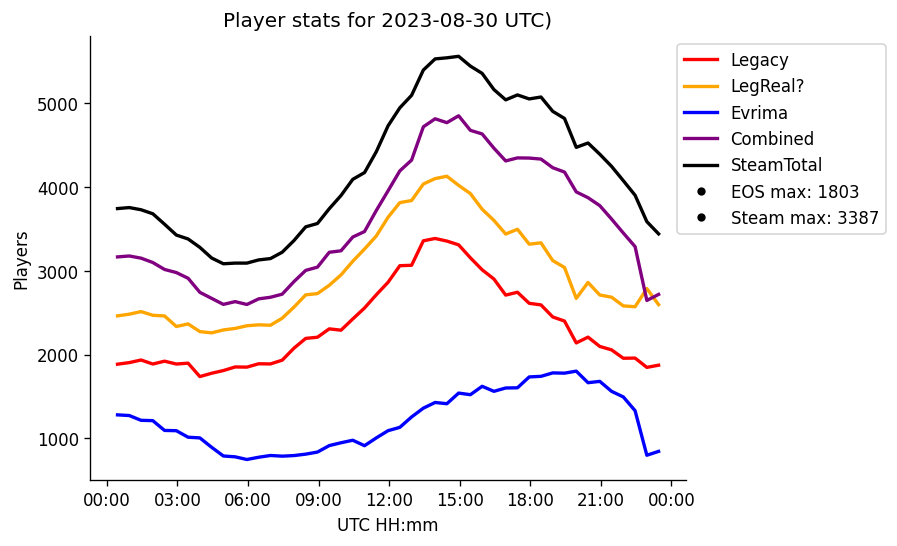 Player stats for 2023-08-30 UTC)
Players
5000
4000
3000
2000
1000
00:00 03:00 06:00 09:00 12:00 15:00 18:00 21:00 00:00
UTC HH:mm
Legacy
LegReal?
Evrima
Combined
SteamTotal
EOS max: 1803
Steam max: 3387